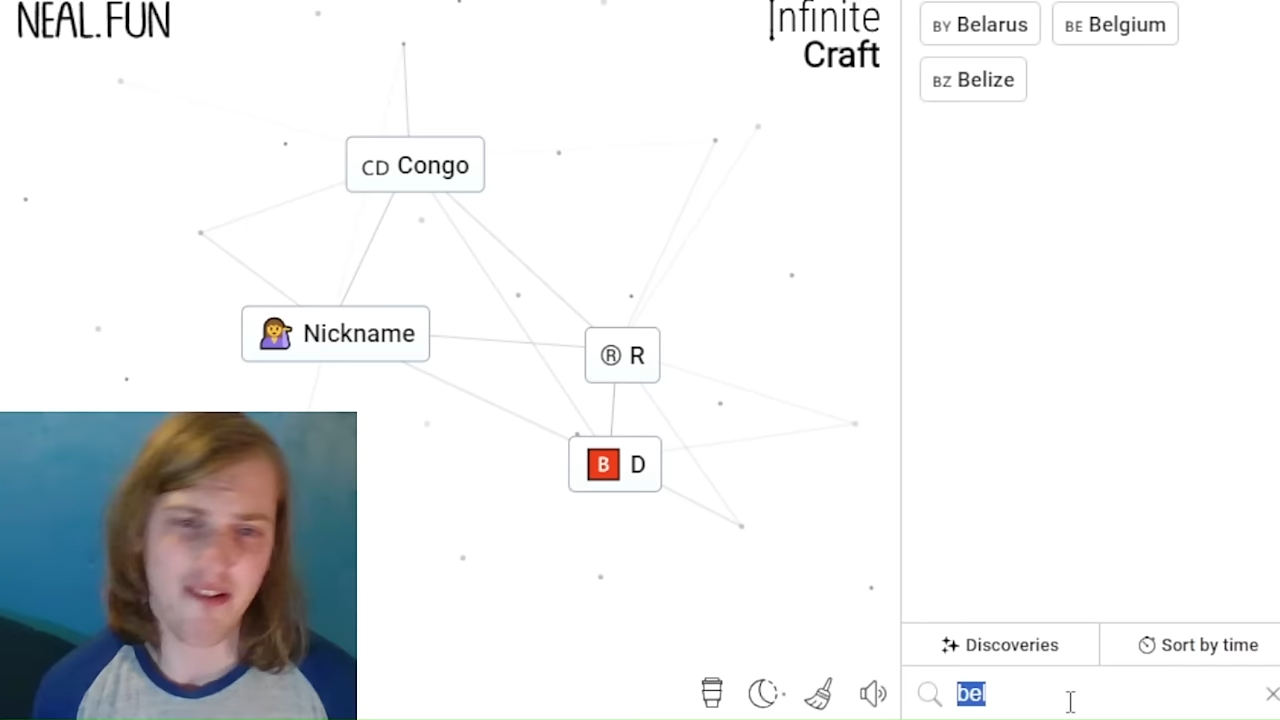 NEAL.FUN
Infinite
Craft
CD Congo
Nickname
® R
B D
BY Belarus
BE Belgium
BZ Belize
Discoveries
Sort by time
bel